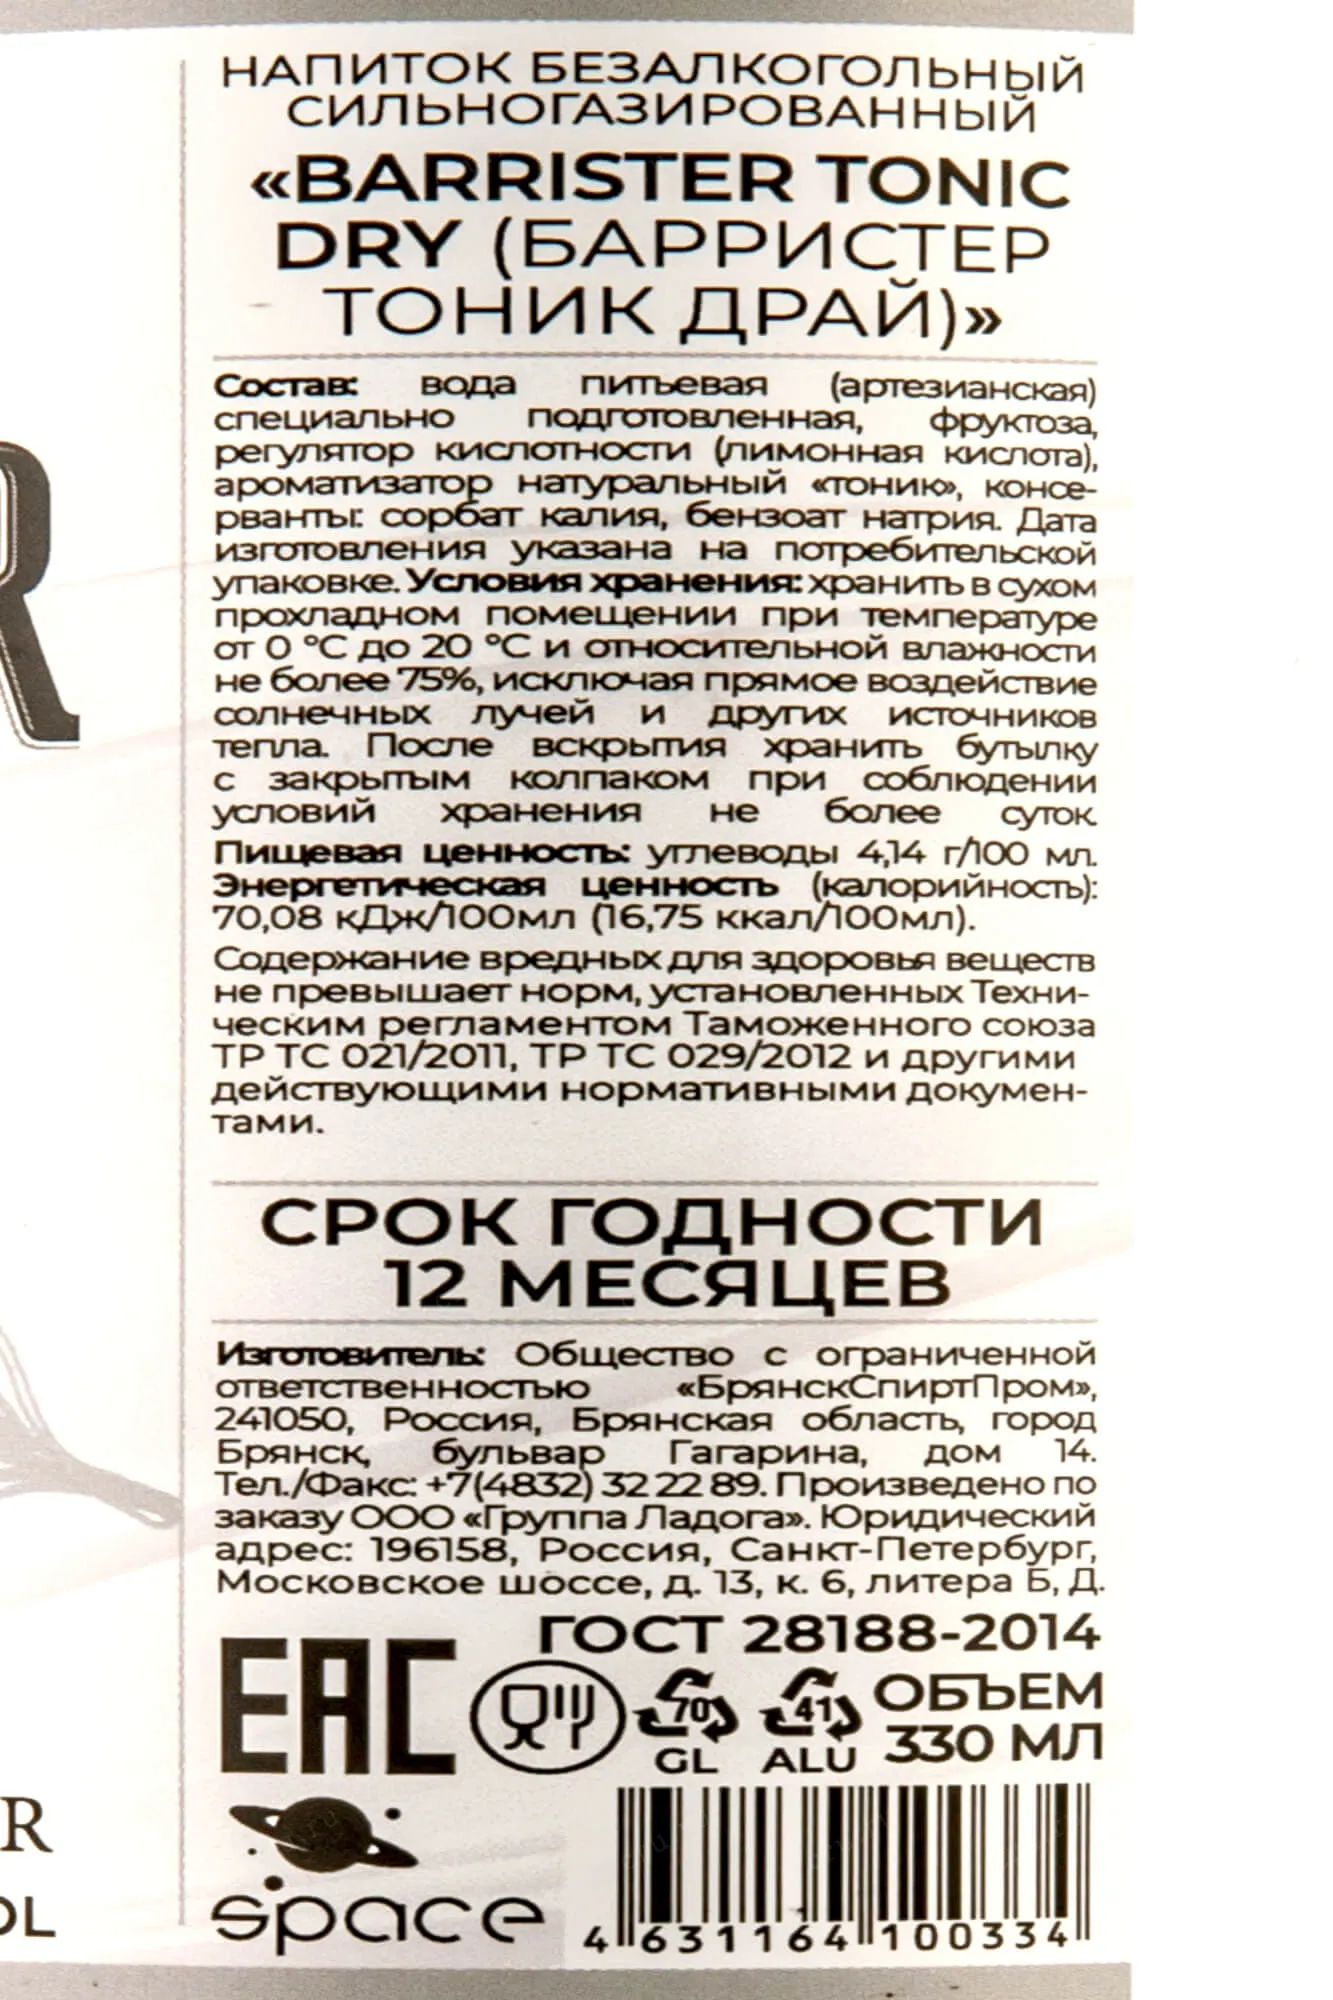 НАПИТОК БЕЗАЛКОГОЛЬНЫЙ
СИЛЬНОГАЗИРОВАННЫЙ
«BARRISTER TONIC
DRY (БАРРИСТЕР
ТОНИК ДРАЙ)»
Состав: вода питьевая (артезианская)
специально подготовленная, фруктоза,
регулятор кислотности (лимонная кислота),
ароматизатор натуральный «тоник», консе-
рванты: сорбат калия, бензоат натрия. Дата
изготовления указана на потребительской
упаковке. Условия хранения: хранить в сухом
прохладном помещении при температуре
от 0 °С до 20 °С и относительной влажности
не более 75%, исключая прямое воздействие
солнечных лучей и других источников
тепла. После вскрытия хранить бутылку
с закрытым колпаком при соблюдении
условий хранения не более суток.
Пищевая ценность: углеводы 4,14 г/100 мл.
Энергетическая ценность (калорийность):
70,08 кДж/100мл (16,75 ккал/100мл).
Содержание вредных для здоровья веществ
не превышает норм, установленных Техни-
ческим регламентом Таможенного союза
ТР ТС 021/2011, ТР ТС 029/2012 и другими
действующими нормативными докумен-
тами.
СРОК ГОДНОСТИ
12 МЕСЯЦЕВ
Изготовитель: Общество с ограниченной
ответственностью «БрянскСпиртПром»,
241050, Россия, Брянская область, город
Брянск, бульвар Гагарина, дом 14.
Тел./Факс: +7(4832) 32 22 89. Произведено по
заказу ООО «Группа Ладога». Юридический
адрес: 196158, Россия, Санкт-Петербург,
Московское шоссе, д. 13, к. 6, литера Б, Д.
ГОСТ 28188-2014
EAC
70
GL
41
ALU
ОБЪЕМ
330 МЛ
space
4 631164 100334
R
R
OL